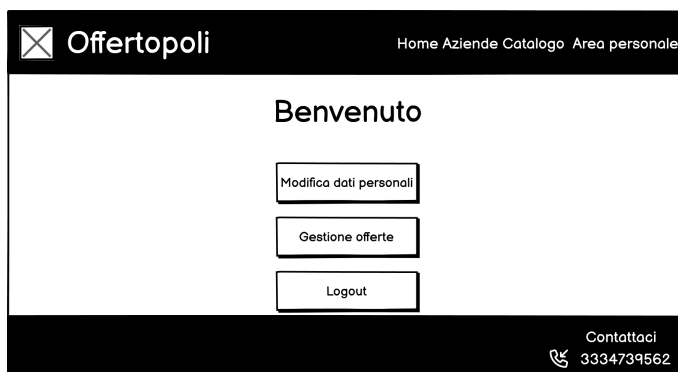 Offertopoli
Home Aziende Catalogo Area personale
Benvenuto
Modifica dati personali
Gestione offerte
Logout
Contattaci
3334739562